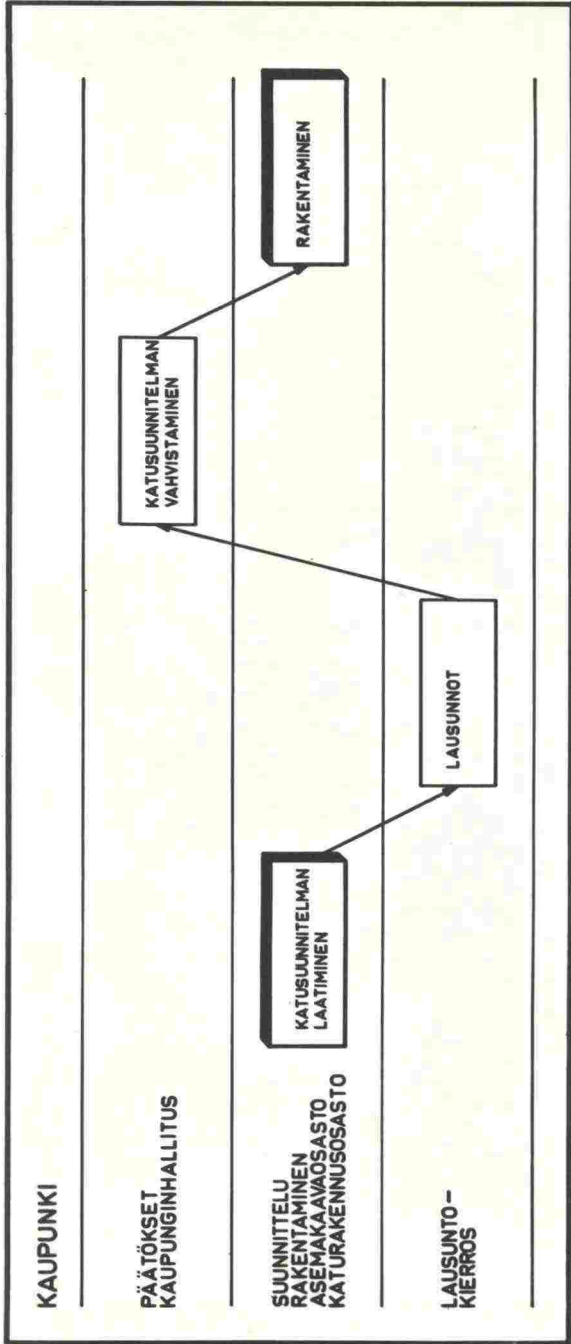 KAUPUNKI
PÄÄTÖKSET
KAUPUNGINHALLITUS
KATUSUUNNITELMAN
VAHVISTAMINEN
SUUNNITTELU
RAKENTAMINEN
ASEMAKAAVAOSASTO
KATURAKENNUSOSASTO
KATUSUUNNITELMAN
LAATIMINEN
RAKENTAMINEN
LAUSUNTO-
KIERROS
LAUSUNNOT